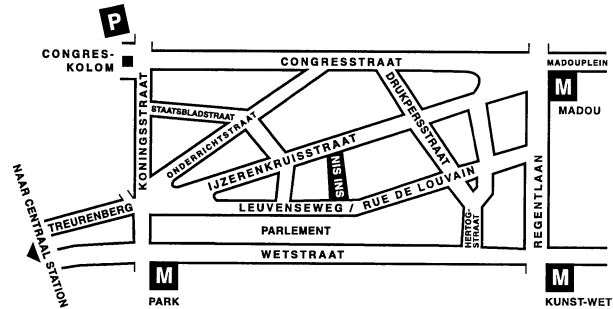 P
CONGRES-
KOLOM
CONGRESSTRAAT
MADOUPLEIN
M
MADOU
KONINGSSTRAAT
STAATSBLADSTRAAT
ONDERRICHTSTRAAT
DRUKPERSSTRAAT
IJZERENKRUISSTRAAT
NIS INS
NAAR CENTRAAL STATION
TREURENBERG
LEUVENSEWEG / RUE DE LOUVAIN
HERTOG-
STRAAT
REGENTLAAN
PARLEMENT
WETSTRAAT
M
PARK
M
KUNST-WET